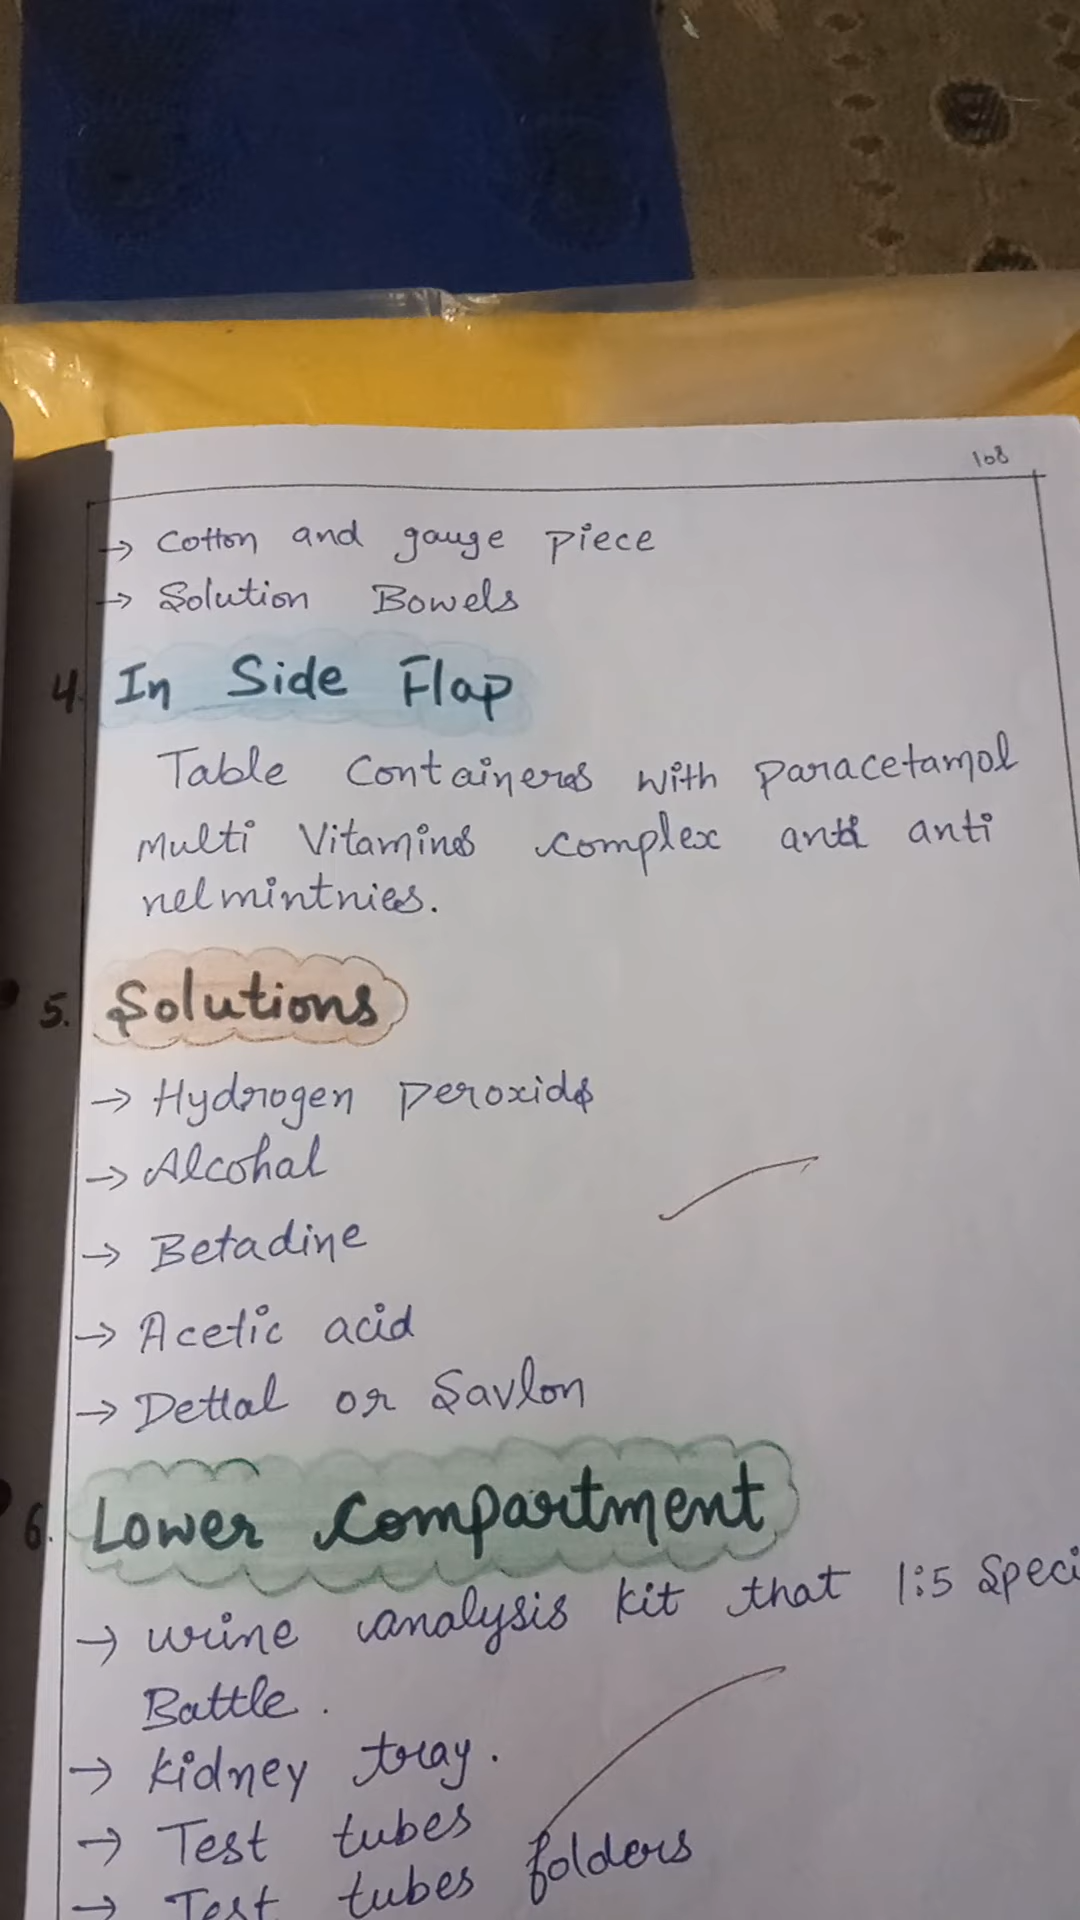 108
→ Cotton and gauge piece
→ Solution Bowels
4. In Side Flap
Table Containers with paracetamol
multi Vitamins complex anti anti
nelmintnies.
5. Solutions
→ Hydrogen peroxide
→ Alcohal
→ Betadine
→ Acetic acid
→ Dettal or Savlon
6. Lower Compartment
→ urine analysis kit that 1:5 Speci
Battle.
→ kidney tray.
→ Test tubes
→ Test tubes folders